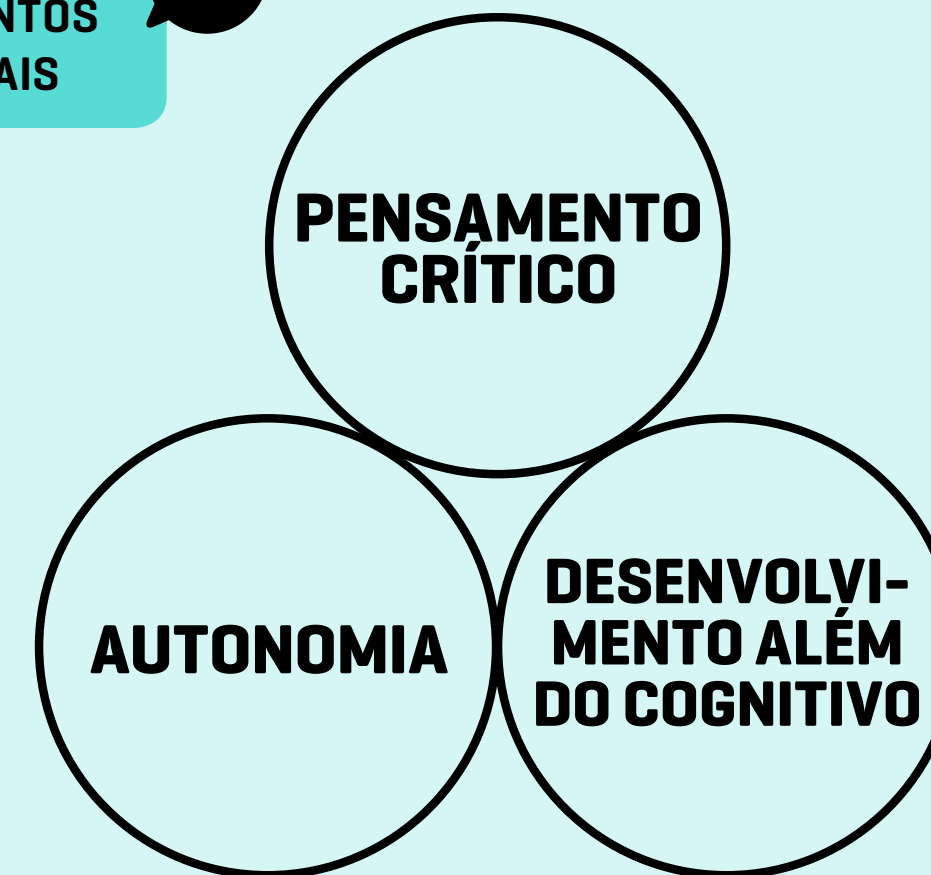 NTOS
AIS
PENSAMENTO
CRÍTICO
AUTONOMIA
DESENVOLVI-
MENTO ALÉM
DO COGNITIVO